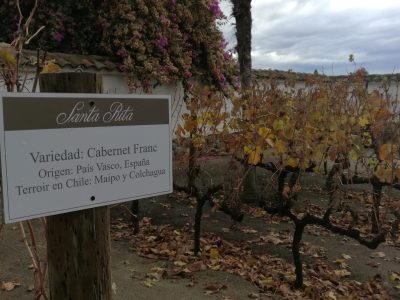 Santa Rita
Variedad: Cabernet Franc
Origen: País Vasco, España
Terroir en Chile: Maipo y Colchagua